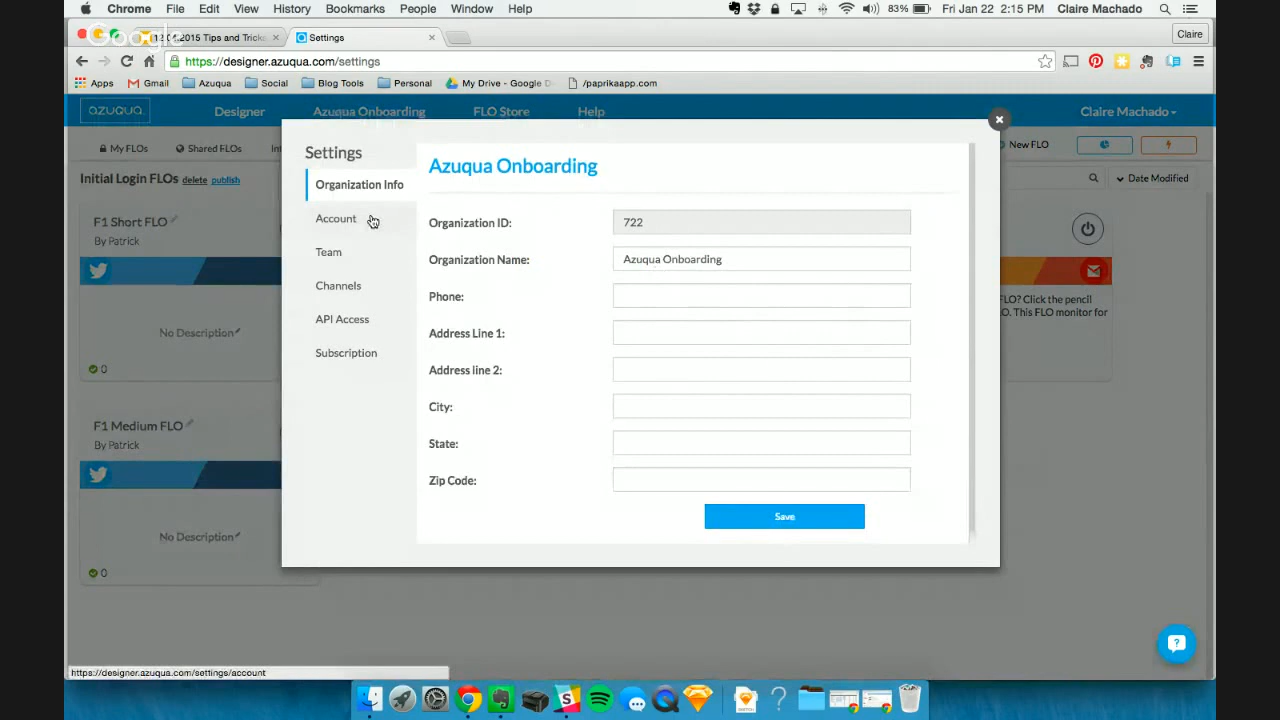 Chrome File Edit View History Bookmarks People Window Help 83% Fri Jan 22 2:15 PM Claire Machado
Google
12.04.2015 Tips and Tricks Settings Claire
https://designer.azuqua.com/settings
Apps Gmail Azuqua Social Blog Tools Personal My Drive - Google D /paprikaapp.com
azuqua Designer Azuqua Onboarding FLO Store Help Claire Machado
My FLOs Shared FLOs Int New FLO
Initial Login FLOs delete publish Date Modified
Settings
Azuqua Onboarding
Organization Info
Account
Team
Channels
API Access
Subscription
Organization ID: 722
Organization Name: Azuqua Onboarding
Phone:
Address Line 1:
Address line 2:
City:
State:
Zip Code:
Save
F1 Short FLO
By Patrick
No Description
0
F1 Medium FLO
By Patrick
No Description
0
FLO? Click the pencil
O. This FLO monitor for
https://designer.azuqua.com/settings/account